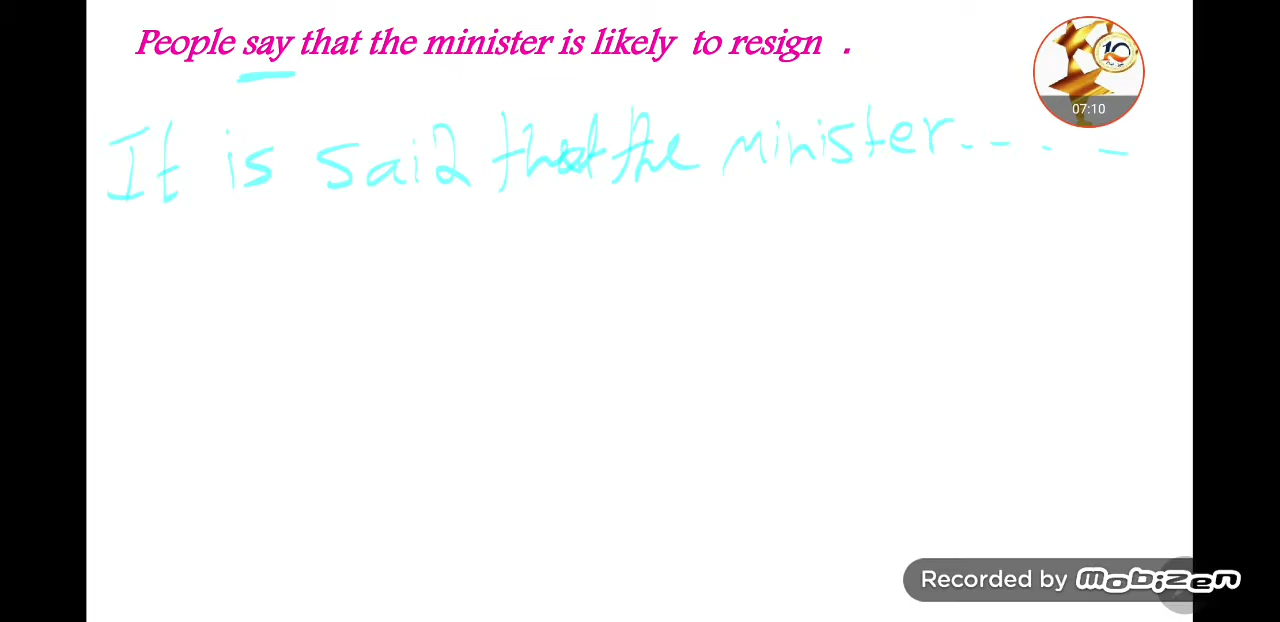 People say that the minister is likely to resign .
It is said that the minister.....
10
07:10
Recorded by Mobizen